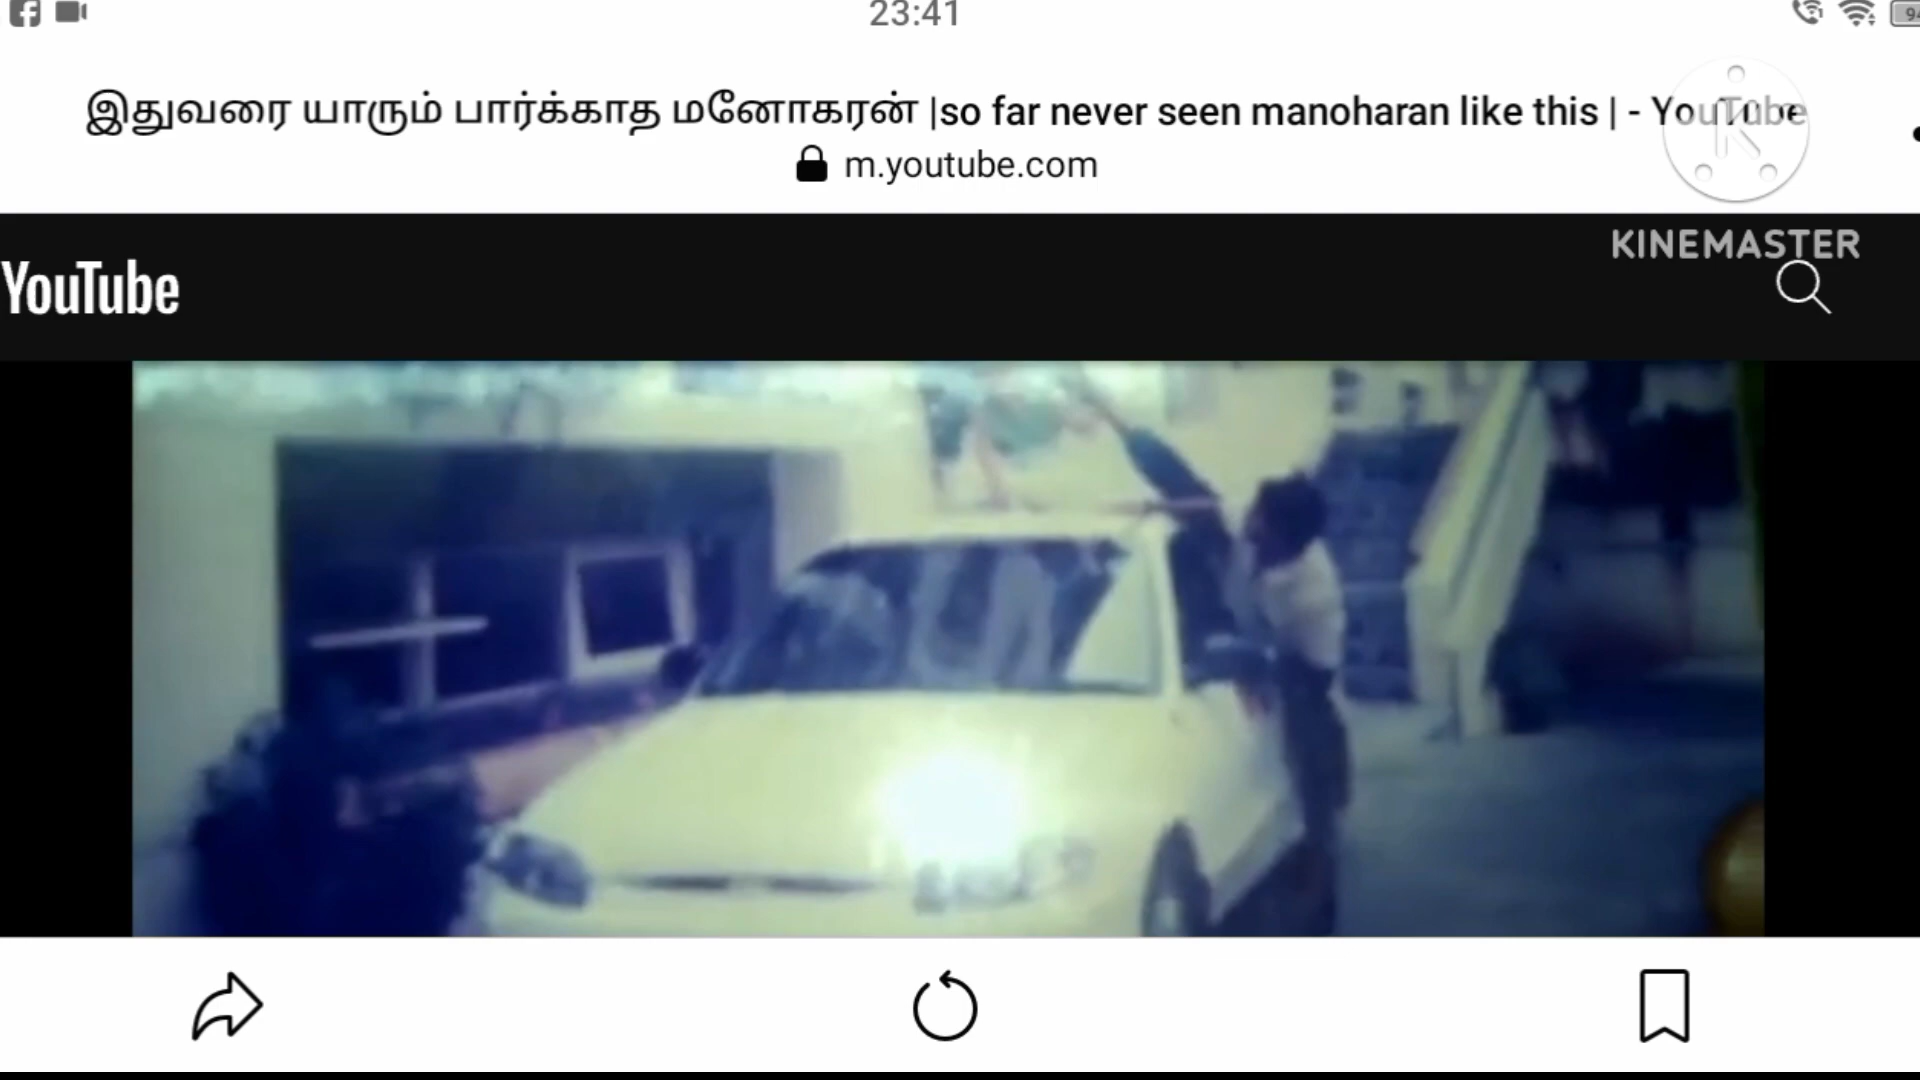 23:41
இதுவரை யாரும் பார்க்காத மனோகரன் |so far never seen manoharan like this | - YouTube
m.youtube.com
KINEMASTER
YouTube